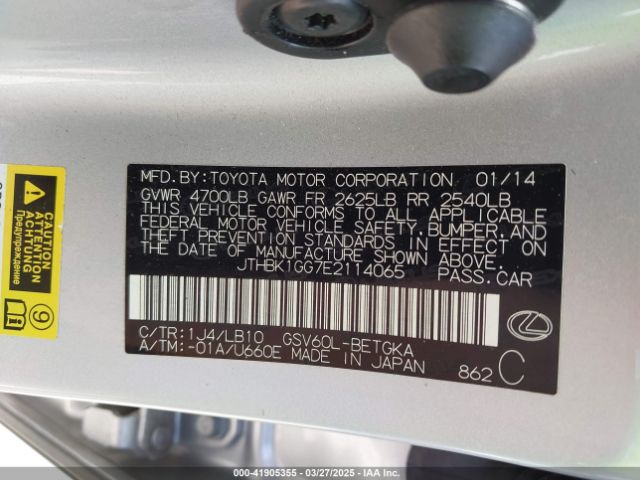 MFD.BY:TOYOTA MOTOR CORPORATION 01/14
GVWR 4700LB GAWR FR 2625LB RR 2540LB
THIS VEHICLE CONFORMS TO ALL APPLICABLE
FEDERAL MOTOR VEHICLE SAFETY,BUMPER,AND
THEFT PREVENTION STANDARDS IN EFFECT ON
THE DATE OF MANUFACTURE SHOWN ABOVE.
JTHBK1GG7E2114065 PASS.CAR
C/TR:1J4/LB10 GSV60L-BETGKA
A/TM:-01A/U660E MADE IN JAPAN
862 C
CAUTION
ATTENTION
ACHTUNG
Предупреждение
9
000-41905355 — 03/27/2025 — IAA Inc.